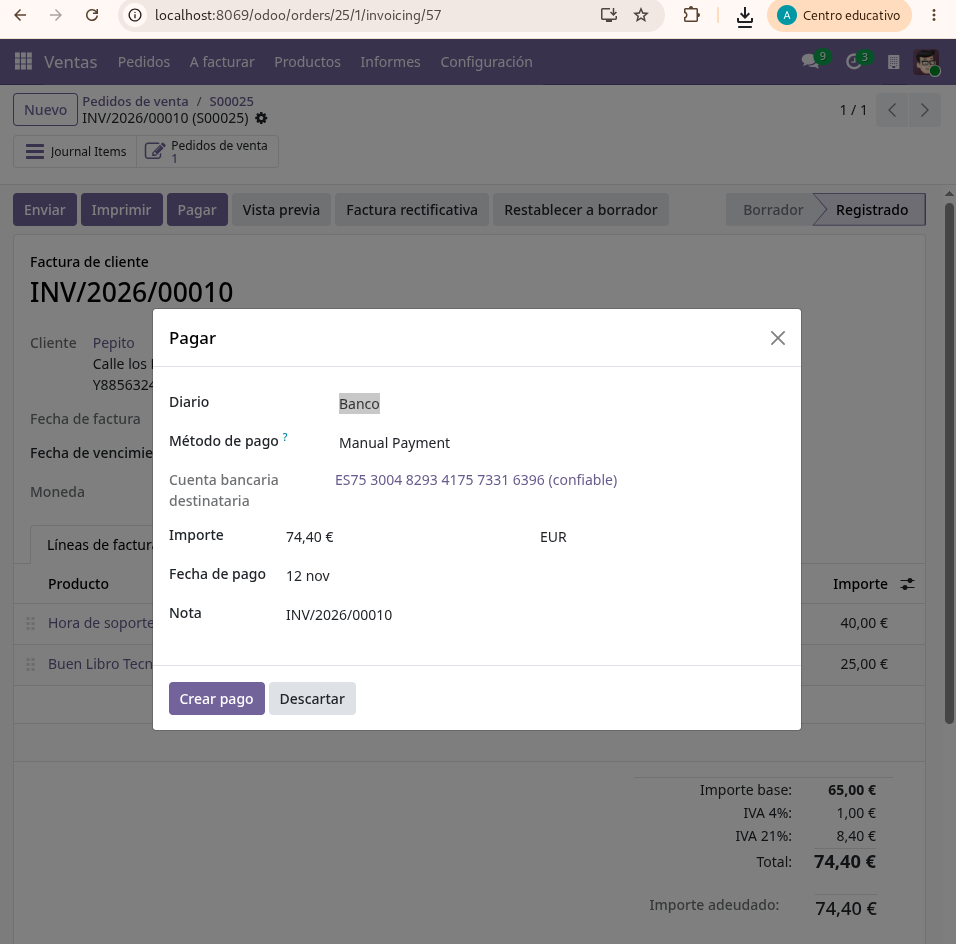 localhost:8069/odoo/orders/25/1/invoicing/57
A
Centro educativo
Ventas Pedidos A facturar Productos Informes Configuración
9 3
Nuevo
Pedidos de venta / S00025
INV/2026/00010 (S00025)
1 / 1
Journal Items
Pedidos de venta
1
Enviar Imprimir Pagar Vista previa Factura rectificativa Restablecer a borrador Borrador Registrado
Factura de cliente
INV/2026/00010
Cliente Pepito
Calle los
Y8856324
Fecha de factura
Fecha de vencimie
Moneda
Líneas de factura
Producto Importe
Hora de soporte 40,00 €
Buen Libro Tecn 25,00 €
Pagar
Diario Banco
Método de pago ? Manual Payment
Cuenta bancaria destinataria ES75 3004 8293 4175 7331 6396 (confiable)
Importe 74,40 € EUR
Fecha de pago 12 nov
Nota INV/2026/00010
Crear pago Descartar
Importe base: 65,00 €
IVA 4%: 1,00 €
IVA 21%: 8,40 €
Total: 74,40 €
Importe adeudado: 74,40 €